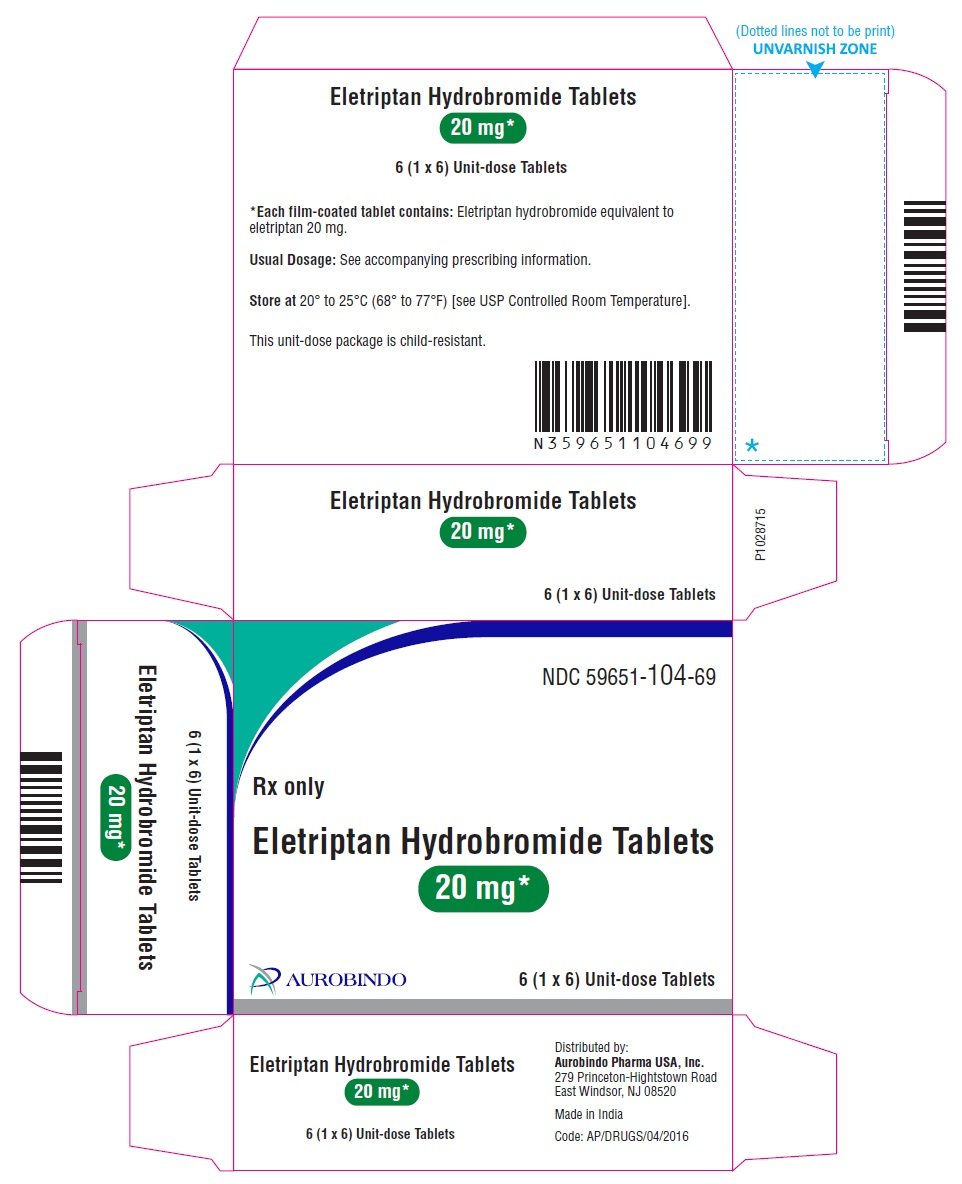 (Dotted lines not to be print)
UNVARNISH ZONE
Eletriptan Hydrobromide Tablets
20 mg*
6 (1 x 6) Unit-dose Tablets
*Each film-coated tablet contains: Eletriptan hydrobromide equivalent to
eletriptan 20 mg.
Usual Dosage: See accompanying prescribing information.
Store at 20° to 25°C (68° to 77°F) [see USP Controlled Room Temperature].
This unit-dose package is child-resistant.
N359651104699
*
Eletriptan Hydrobromide Tablets
20 mg*
6 (1 x 6) Unit-dose Tablets
P1028715
Eletriptan Hydrobromide Tablets
20 mg*
6 (1 x 6) Unit-dose Tablets
NDC 59651-104-69
Rx only
Eletriptan Hydrobromide Tablets
20 mg*
AUROBINDO
6 (1 x 6) Unit-dose Tablets
Eletriptan Hydrobromide Tablets
20 mg*
6 (1 x 6) Unit-dose Tablets
Distributed by:
Aurobindo Pharma USA, Inc.
279 Princeton-Hightstown Road
East Windsor, NJ 08520
Made in India
Code: AP/DRUGS/04/2016